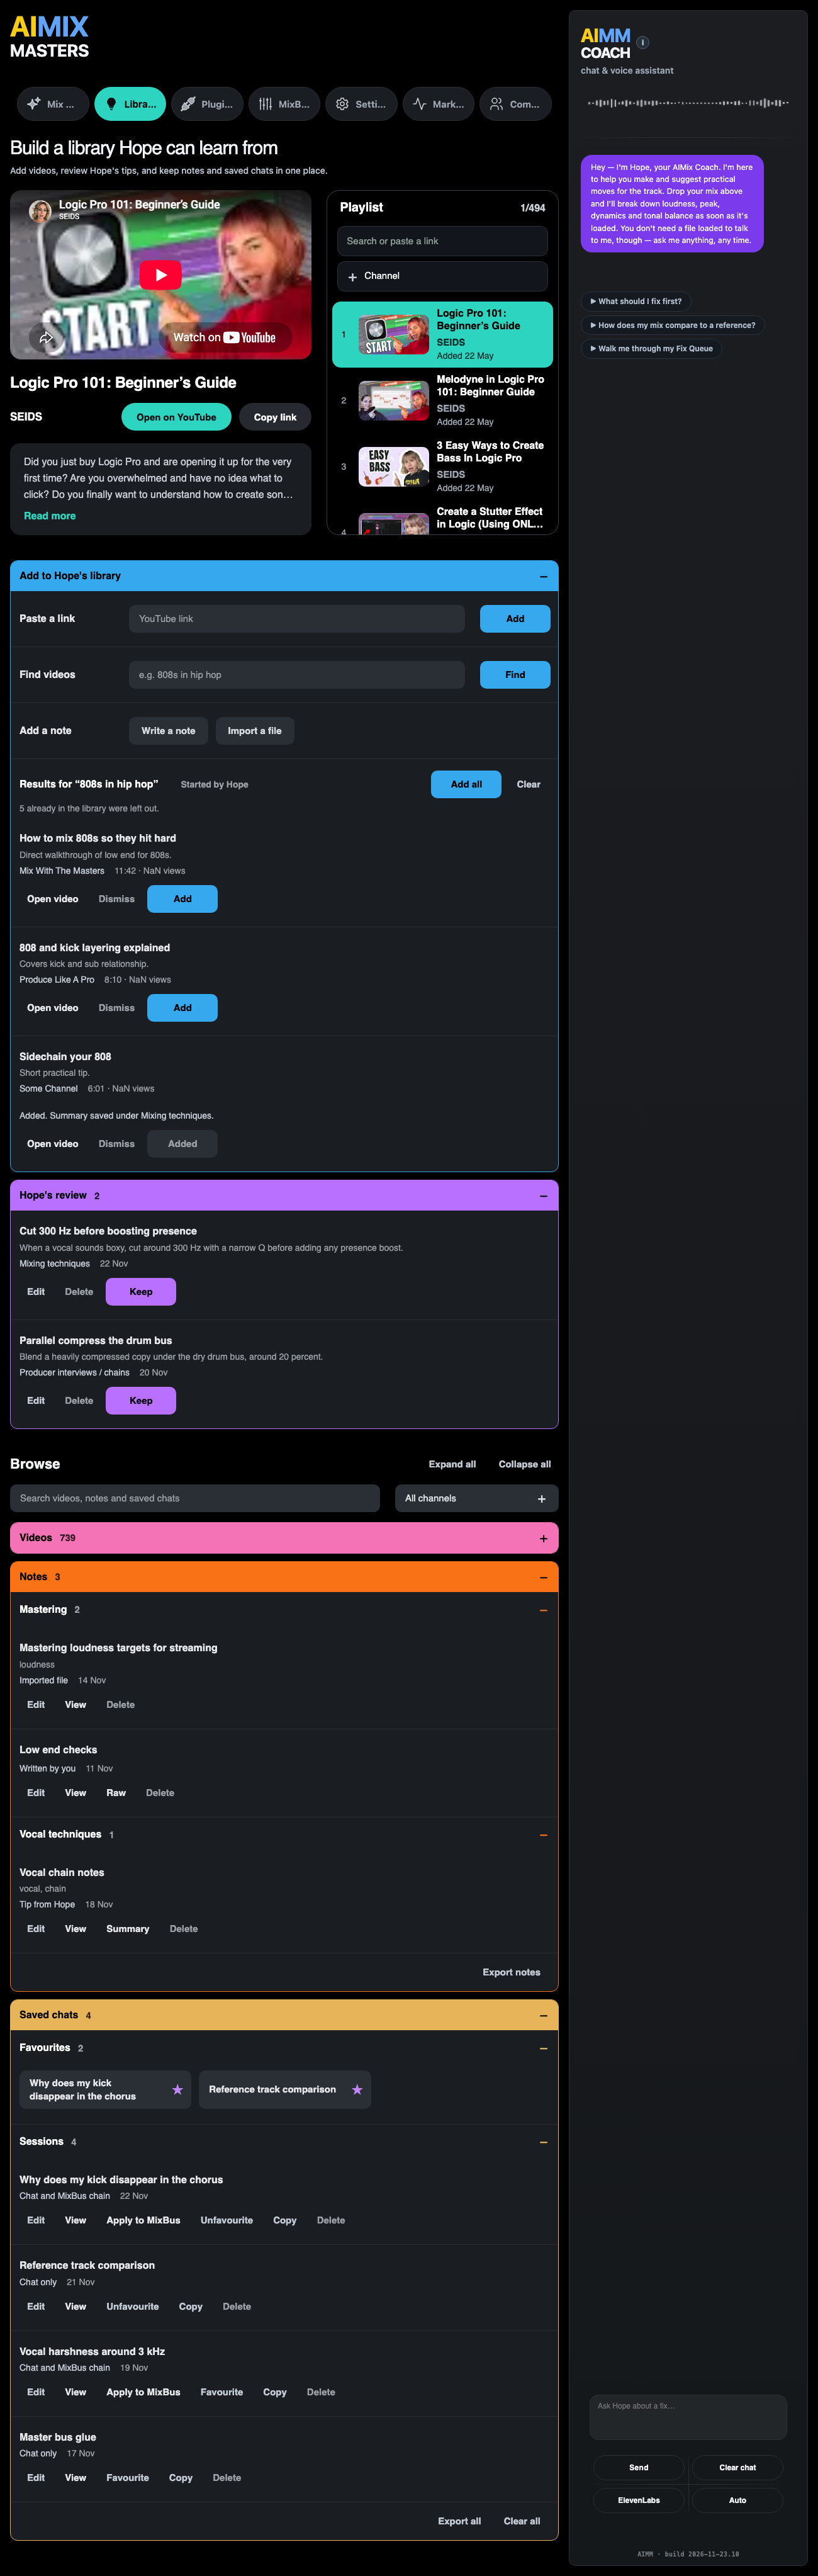 AIMIX
MASTERS
Mix ...
Libra...
Plugi...
MixB...
Setti...
Mark...
Com...
Build a library Hope can learn from
Add videos, review Hope's tips, and keep notes and saved chats in one place.
Logic Pro 101: Beginner's Guide
SEIDS
START
Watch on YouTube
Logic Pro 101: Beginner's Guide
SEIDS
Open on YouTube
Copy link
Did you just buy Logic Pro and are opening it up for the very
first time? Are you overwhelmed and have no idea what to
click? Do you finally want to understand how to create son…
Read more
Playlist
1/494
Search or paste a link
+ Channel
1
START
Logic Pro 101:
Beginner's Guide
SEIDS
Added 22 May
2
Melodyne in Logic Pro
101: Beginner Guide
SEIDS
Added 22 May
3
EASY
BASS
3 Easy Ways to Create
Bass In Logic Pro
SEIDS
Added 22 May
4
Create a Stutter Effect
in Logic (Using ONL...
Add to Hope's library
Paste a link
YouTube link
Add
Find videos
e.g. 808s in hip hop
Find
Add a note
Write a note
Import a file
Results for “808s in hip hop”
Started by Hope
Add all
Clear
5 already in the library were left out.
How to mix 808s so they hit hard
Direct walkthrough of low end for 808s.
Mix With The Masters 11:42 · NaN views
Open video
Dismiss
Add
808 and kick layering explained
Covers kick and sub relationship.
Produce Like A Pro 8:10 · NaN views
Open video
Dismiss
Add
Sidechain your 808
Short practical tip.
Some Channel 6:01 · NaN views
Added. Summary saved under Mixing techniques.
Open video
Dismiss
Added
Hope's review 2
Cut 300 Hz before boosting presence
When a vocal sounds boxy, cut around 300 Hz with a narrow Q before adding any presence boost.
Mixing techniques 22 Nov
Edit
Delete
Keep
Parallel compress the drum bus
Blend a heavily compressed copy under the dry drum bus, around 20 percent.
Producer interviews / chains 20 Nov
Edit
Delete
Keep
Browse
Expand all
Collapse all
Search videos, notes and saved chats
All channels
Videos 739
Notes 3
Mastering 2
Mastering loudness targets for streaming
loudness
Imported file 14 Nov
Edit
View
Delete
Low end checks
Written by you 11 Nov
Edit
View
Raw
Delete
Vocal techniques 1
Vocal chain notes
vocal, chain
Tip from Hope 18 Nov
Edit
View
Summary
Delete
Export notes
Saved chats 4
Favourites 2
Why does my kick
disappear in the chorus
Reference track comparison
Sessions 4
Why does my kick disappear in the chorus
Chat and MixBus chain 22 Nov
Edit
View
Apply to MixBus
Unfavourite
Copy
Delete
Reference track comparison
Chat only 21 Nov
Edit
View
Unfavourite
Copy
Delete
Vocal harshness around 3 kHz
Chat and MixBus chain 19 Nov
Edit
View
Apply to MixBus
Favourite
Copy
Delete
Master bus glue
Chat only 17 Nov
Edit
View
Favourite
Copy
Delete
Export all
Clear all
AIMM
COACH
i
chat & voice assistant
Hey — I'm Hope, your AIMix Coach. I'm here
to help you make and suggest practical
moves for the track. Drop your mix above
and I'll break down loudness, peak,
dynamics and tonal balance as soon as it's
loaded. You don't need a file loaded to talk
to me, though — ask me anything, any time.
▶ What should I fix first?
▶ How does my mix compare to a reference?
▶ Walk me through my Fix Queue
Ask Hope about a fix…
Send
Clear chat
ElevenLabs
Auto
AIMM · build 2026-11-23.10